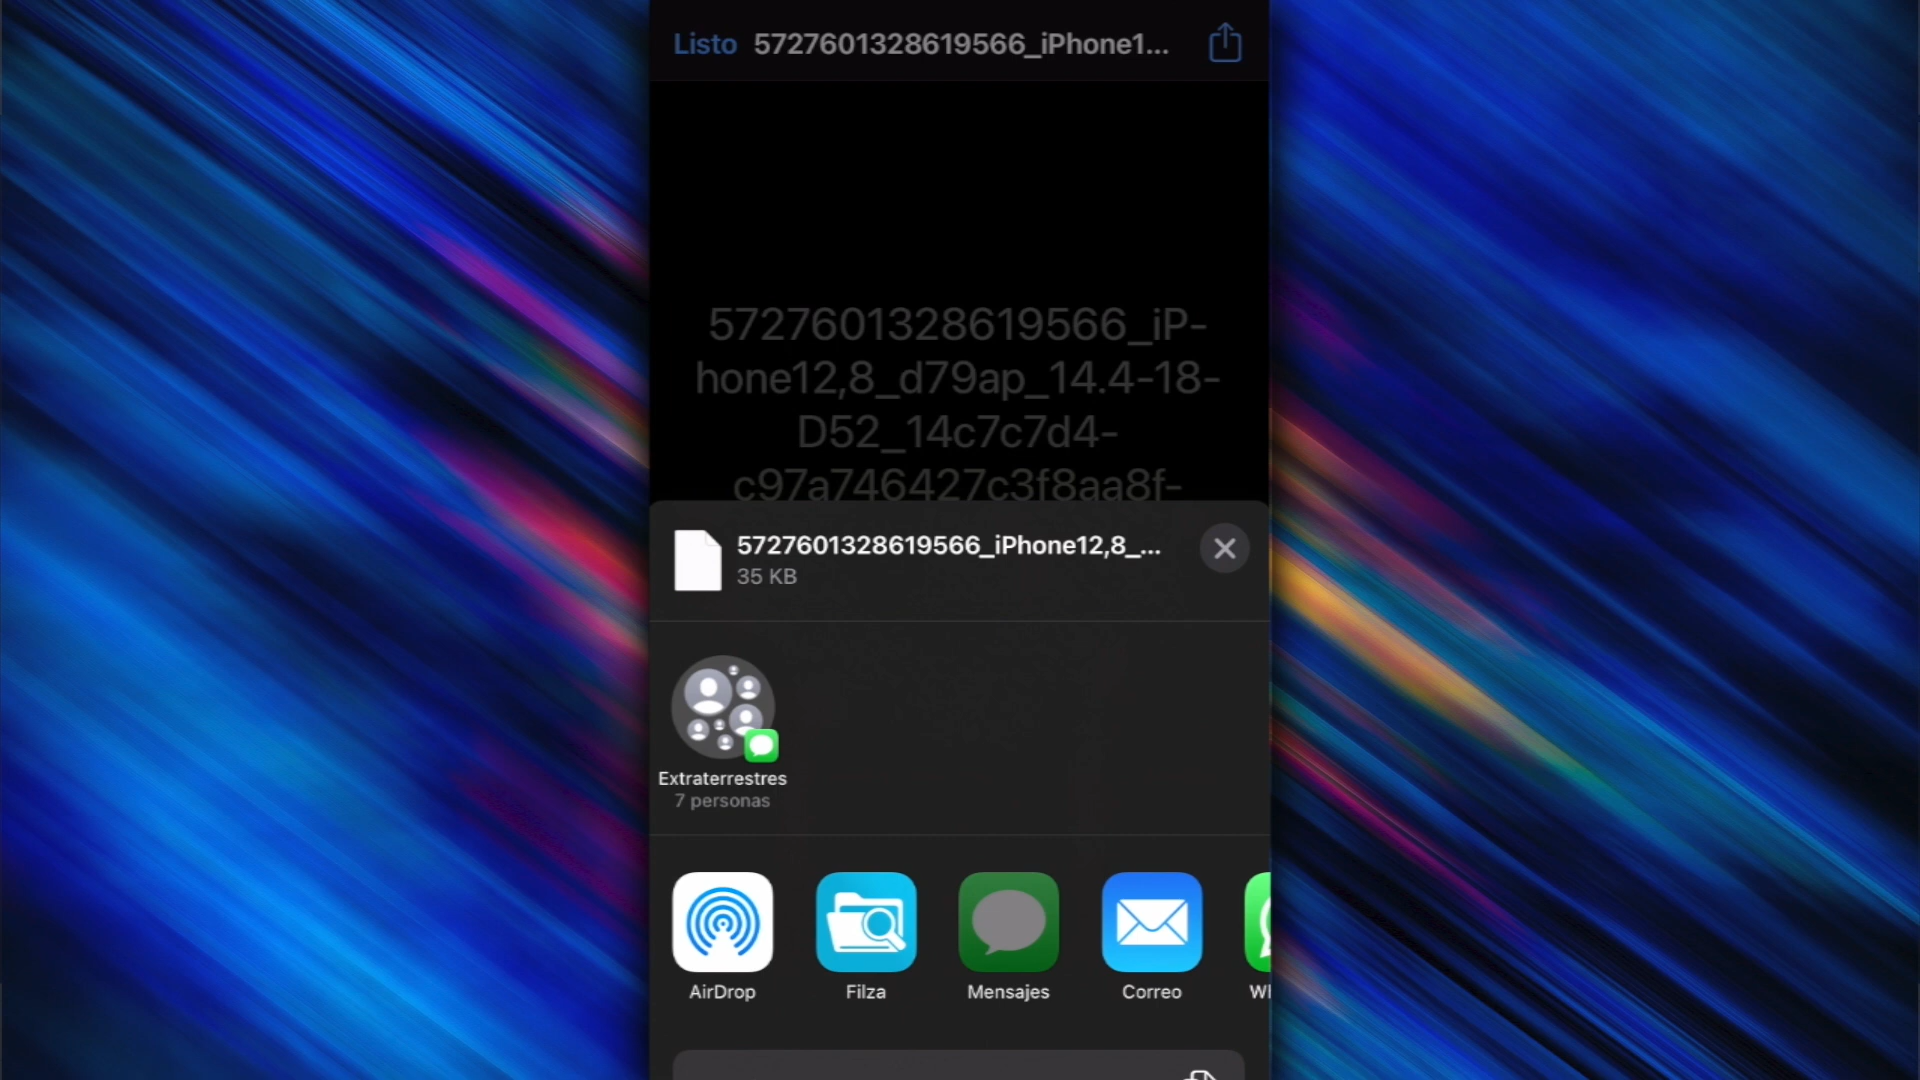 Listo 5727601328619566_iPhone1...
5727601328619566_iP-
hone12,8_d79ap_14.4-18-
D52_14c7c7d4-
c97a746427c3f8aa8f-
5727601328619566_iPhone12,8_...
35 KB
Extraterrestres
7 personas
AirDrop
Filza
Mensajes
Correo